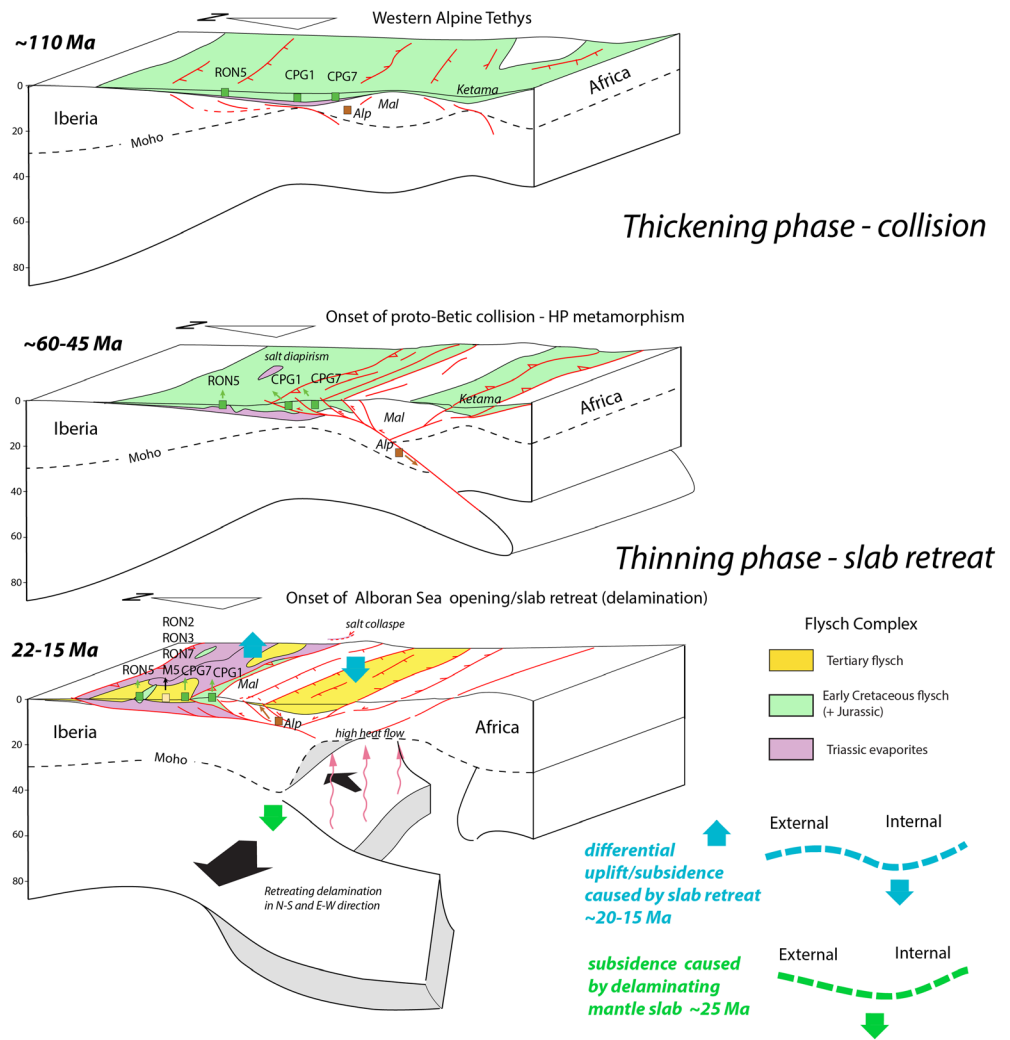 Western Alpine Tethys
Z
~110 Ma
RON5
CPG1
CPG7
Africa
Ketama
Mal
Alp
0
Iberia
20
Moho
40
60
80
Thickening phase - collision
Onset of proto-Betic collision - HP metamorphism
Z
~60-45 Ma
salt diapirism
RON5
CPG1
CPG7
Ketama
Africa
0
Mal
Iberia
Alp
20
Moho
40
60
80
Thinning phase - slab retreat
Onset of Alboran Sea opening/slab retreat (delamination)
Z
salt collaspe
RON2
RON3
RON7
22-15 Ma
RON5
M5
CPG7
CPG1
Mal
0
Alp
Iberia
high heat flow
Africa
20
Moho
40
60
80
Retreating delamination
in N-S and E-W direction
Flysch Complex
Tertiary flysch
Early Cretaceous flysch
(+ Jurassic)
Triassic evaporites
External
Internal
differential
uplift/subsidence
caused by slab retreat
~20-15 Ma
External
Internal
subsidence caused
by delaminating
mantle slab ~25 Ma